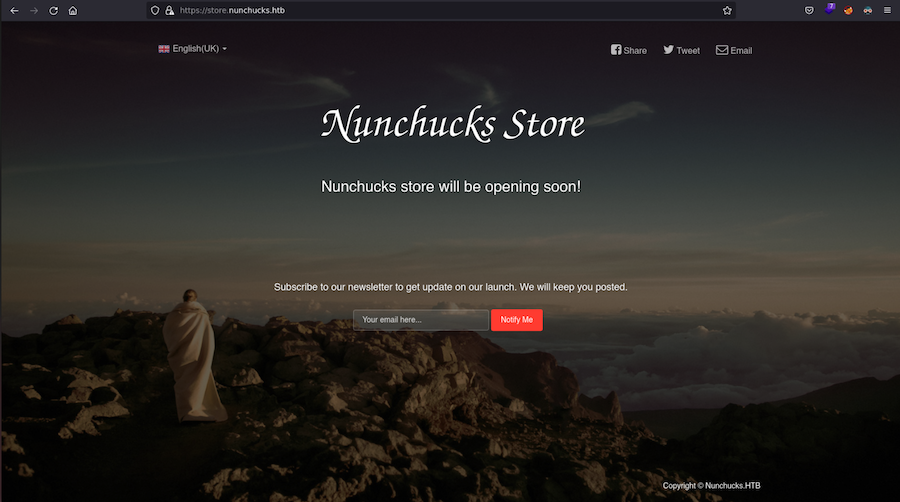 https://store.nunchucks.htb
7
English(UK)
Share
Tweet
Email
Nunchucks Store
Nunchucks store will be opening soon!
Subscribe to our newsletter to get update on our launch. We will keep you posted.
Your email here...
Notify Me
Copyright © Nunchucks.HTB